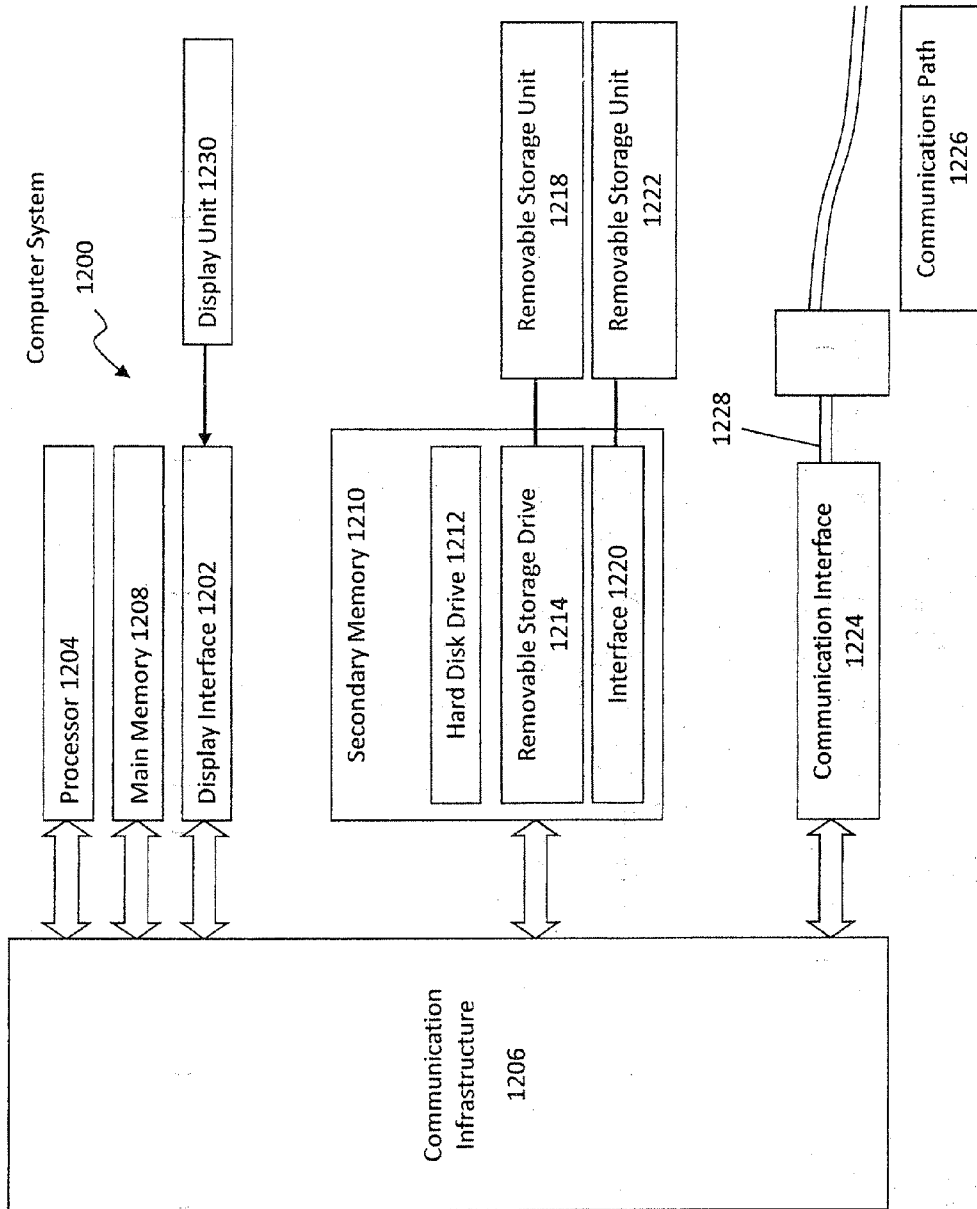 Computer System
1200
Processor 1204
Main Memory 1208
Display Interface 1202
Display Unit 1230
Communication
Infrastructure
1206
Secondary Memory 1210
Hard Disk Drive 1212
Removable Storage Drive
1214
Interface 1220
Removable Storage Unit
1218
Removable Storage Unit
1222
Communication Interface
1224
1228
Communications Path
1226